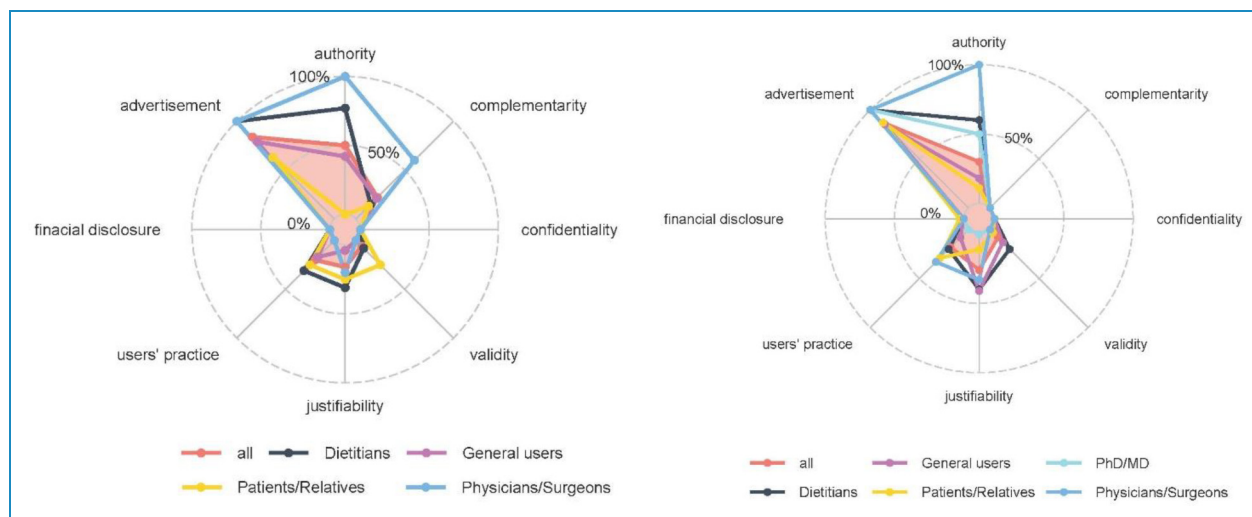 authority
100%
advertisement
complementarity
50%
0%
finacial disclosure
confidentiality
users' practice
validity
justifiability
all
Dietitians
General users
Patients/Relatives
Physicians/Surgeons
authority
100%
advertisement
complementarity
50%
0%
financial disclosure
confidentiality
users' practice
validity
justifiability
all
General users
PhD/MD
Dietitians
Patients/Relatives
Physicians/Surgeons